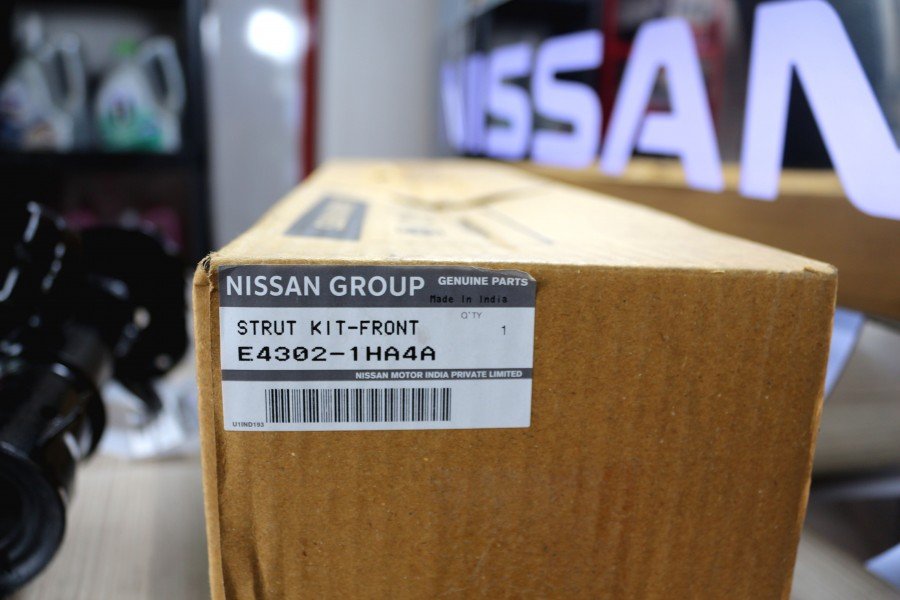 NISSAN
NISSAN GROUP GENUINE PARTS
Made In India
Q'TY
STRUT KIT-FRONT 1
E4302-1HA4A
NISSAN MOTOR INDIA PRIVATE LIMITED
U1IND193